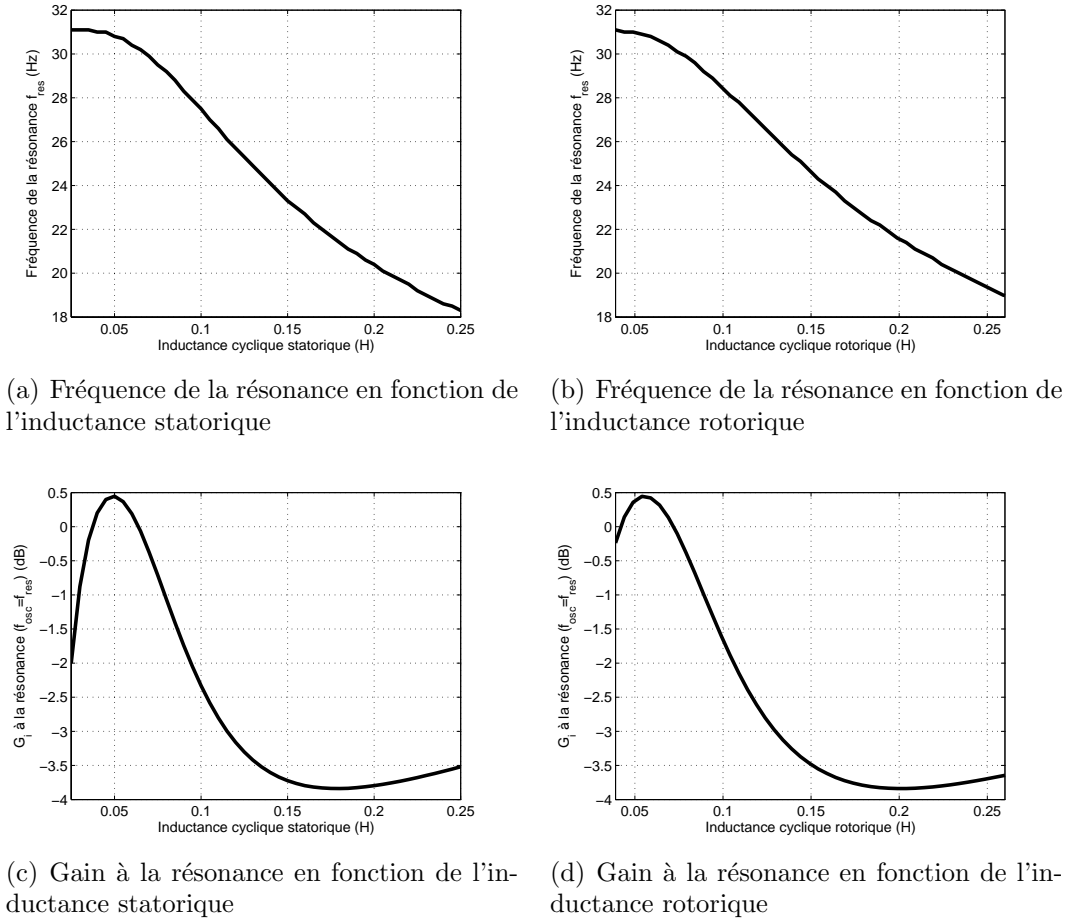 32
30
28
26
24
22
20
18
0.05 0.1 0.15 0.2 0.25
Fréquence de la résonance f_res (Hz)
Inductance cyclique statorique (H)
(a) Fréquence de la résonance en fonction de
l'inductance statorique
32
30
28
26
24
22
20
18
0.05 0.1 0.15 0.2 0.25
Fréquence de la résonance f_res (Hz)
Inductance cyclique rotorique (H)
(b) Fréquence de la résonance en fonction de
l'inductance rotorique
0.5
0
−0.5
−1
−1.5
−2
−2.5
−3
−3.5
−4
0.05 0.1 0.15 0.2 0.25
G_i à la résonance (f_osc=f_res) (dB)
Inductance cyclique statorique (H)
(c) Gain à la résonance en fonction de l'in-
ductance statorique
0.5
0
−0.5
−1
−1.5
−2
−2.5
−3
−3.5
−4
0.05 0.1 0.15 0.2 0.25
G_i à la résonance (f_osc=f_res) (dB)
Inductance cyclique rotorique (H)
(d) Gain à la résonance en fonction de l'in-
ductance rotorique